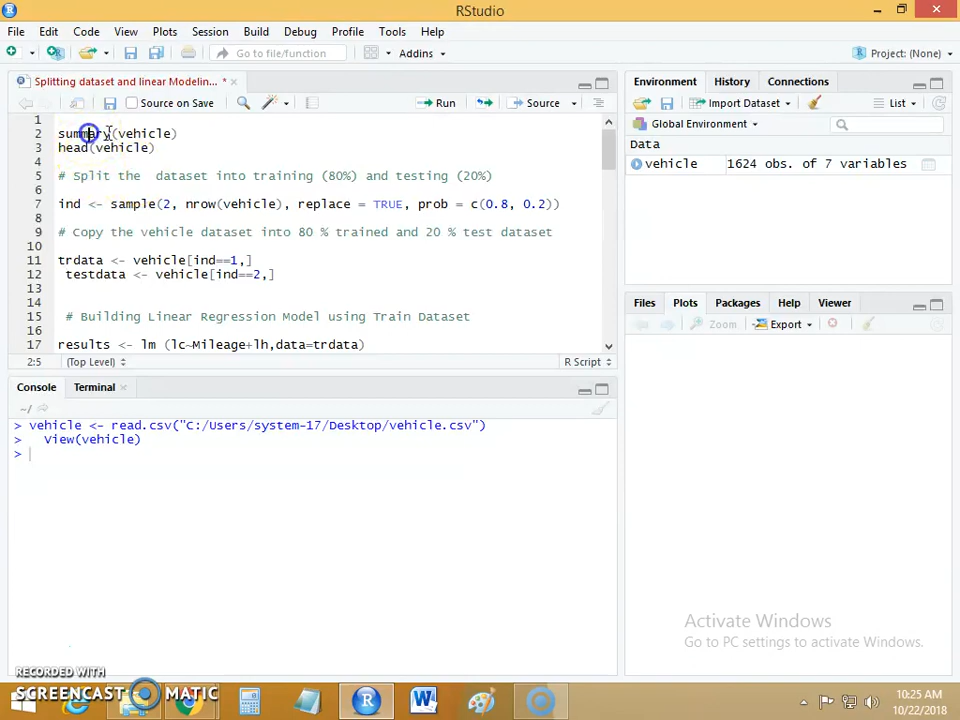 RStudio
File Edit Code View Plots Session Build Debug Profile Tools Help
Go to file/function Addins Project: (None)
Splitting dataset and linear Modelin... *
Source on Save Run Source
1
2 summary(vehicle)
3 head(vehicle)
4
5 # Split the  dataset into training (80%) and testing (20%)
6
7 ind <- sample(2, nrow(vehicle), replace = TRUE, prob = c(0.8, 0.2))
8
9 # Copy the vehicle dataset into 80 % trained and 20 % test dataset
10
11 trdata <- vehicle[ind==1,]
12  testdata <- vehicle[ind==2,]
13
14
15  # Building Linear Regression Model using Train Dataset
16
17 results <- lm (lc~Mileage+lh,data=trdata)
2:5 (Top Level) R Script
Console Terminal
~/
> vehicle <- read.csv("C:/Users/system-17/Desktop/vehicle.csv")
>   View(vehicle)
>
Environment History Connections
Import Dataset List
Global Environment
Data
vehicle 1624 obs. of 7 variables
Files Plots Packages Help Viewer
Zoom Export
Activate Windows
Go to PC settings to activate Windows.
RECORDED WITH
SCREENCAST MATIC
10:25 AM
10/22/2018